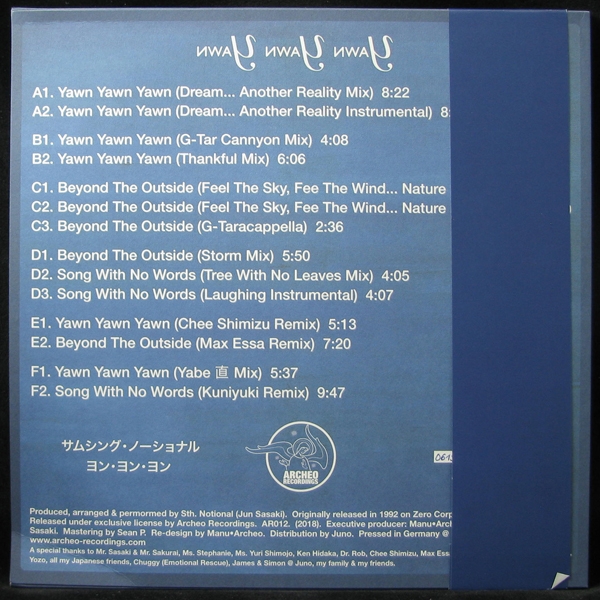 Yawn Yawn Yawn
A1. Yawn Yawn Yawn (Dream... Another Reality Mix) 8:22
A2. Yawn Yawn Yawn (Dream... Another Reality Instrumental) 8:
B1. Yawn Yawn Yawn (G-Tar Cannyon Mix) 4:08
B2. Yawn Yawn Yawn (Thankful Mix) 6:06
C1. Beyond The Outside (Feel The Sky, Fee The Wind... Nature
C2. Beyond The Outside (Feel The Sky, Fee The Wind... Nature
C3. Beyond The Outside (G-Taracappella) 2:36
D1. Beyond The Outside (Storm Mix) 5:50
D2. Song With No Words (Tree With No Leaves Mix) 4:05
D3. Song With No Words (Laughing Instrumental) 4:07
E1. Yawn Yawn Yawn (Chee Shimizu Remix) 5:13
E2. Beyond The Outside (Max Essa Remix) 7:20
F1. Yawn Yawn Yawn (Yabe 直 Mix) 5:37
F2. Song With No Words (Kuniyuki Remix) 9:47
サムシング・ノーショナル
ヨン・ヨン・ヨン
ARCHEO
RECORDINGS
Produced, arranged & permormed by Sth. Notional (Jun Sasaki). Originally released in 1992 on Zero Corp
Released under exclusive license by Archeo Recordings. AR012. (2018). Executive producer: Manu•Arch
Sasaki. Mastering by Sean P. Re-design by Manu•Archeo. Distribution by Juno. Pressed in Germany @
www.archeo-recordings.com
A special thanks to Mr. Sasaki & Mr. Sakurai, Ms. Stephanie, Ms. Yuri Shimojo, Ken Hidaka, Dr. Rob, Chee Shimizu, Max Ess
Yozo, all my Japanese friends, Chuggy (Emotional Rescue), James & Simon @ Juno, my family & my friends.